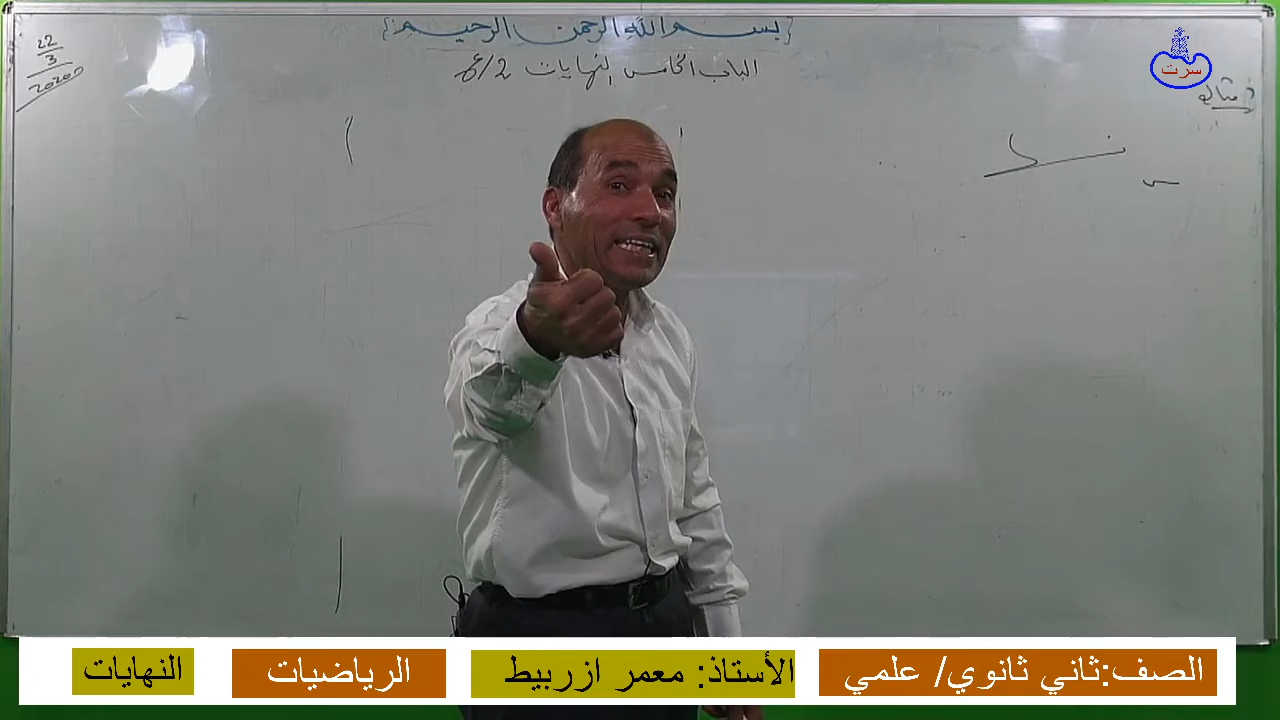 {بسم الله الرحمن الرحيم}
22
3
2020
الباب الخامس النهايات
مثال
سرت
الصف:ثاني ثانوي/ علمي
الأستاذ: معمر ازربيط
الرياضيات
النهايات